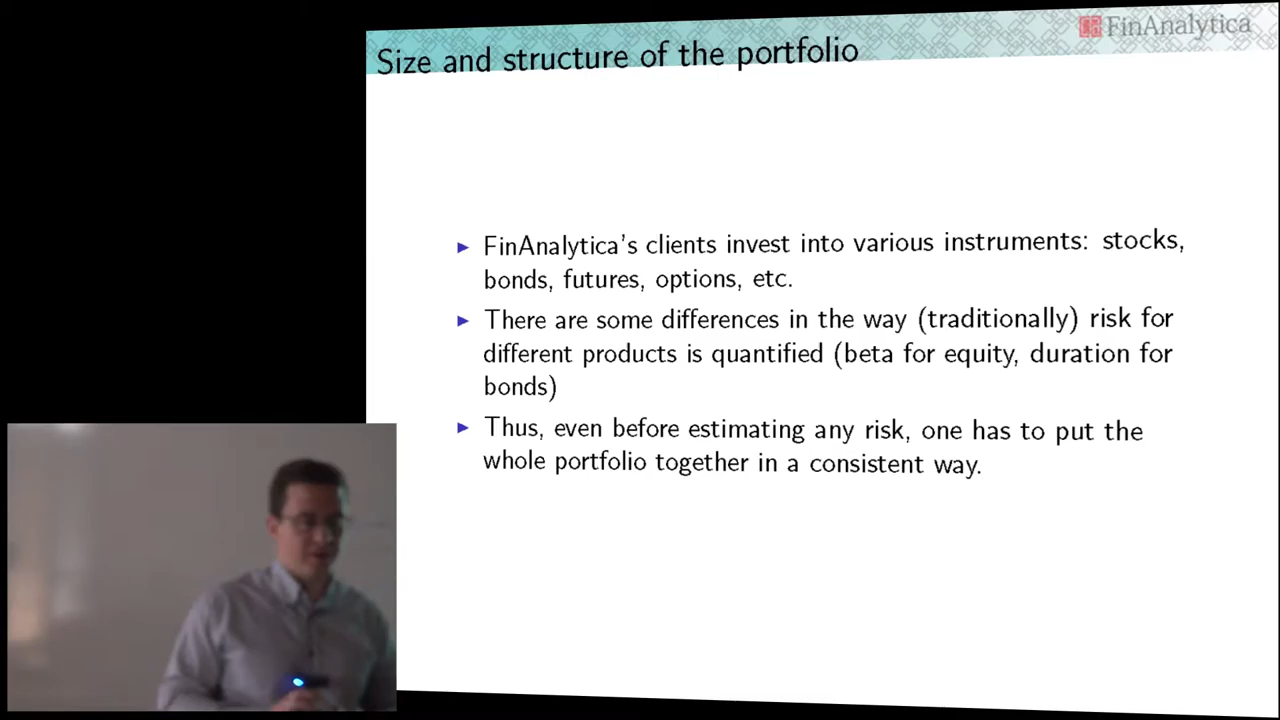 FinAnalytica
Size and structure of the portfolio
▶ FinAnalytica's clients invest into various instruments: stocks,
bonds, futures, options, etc.
▶ There are some differences in the way (traditionally) risk for
different products is quantified (beta for equity, duration for
bonds)
▶ Thus, even before estimating any risk, one has to put the
whole portfolio together in a consistent way.